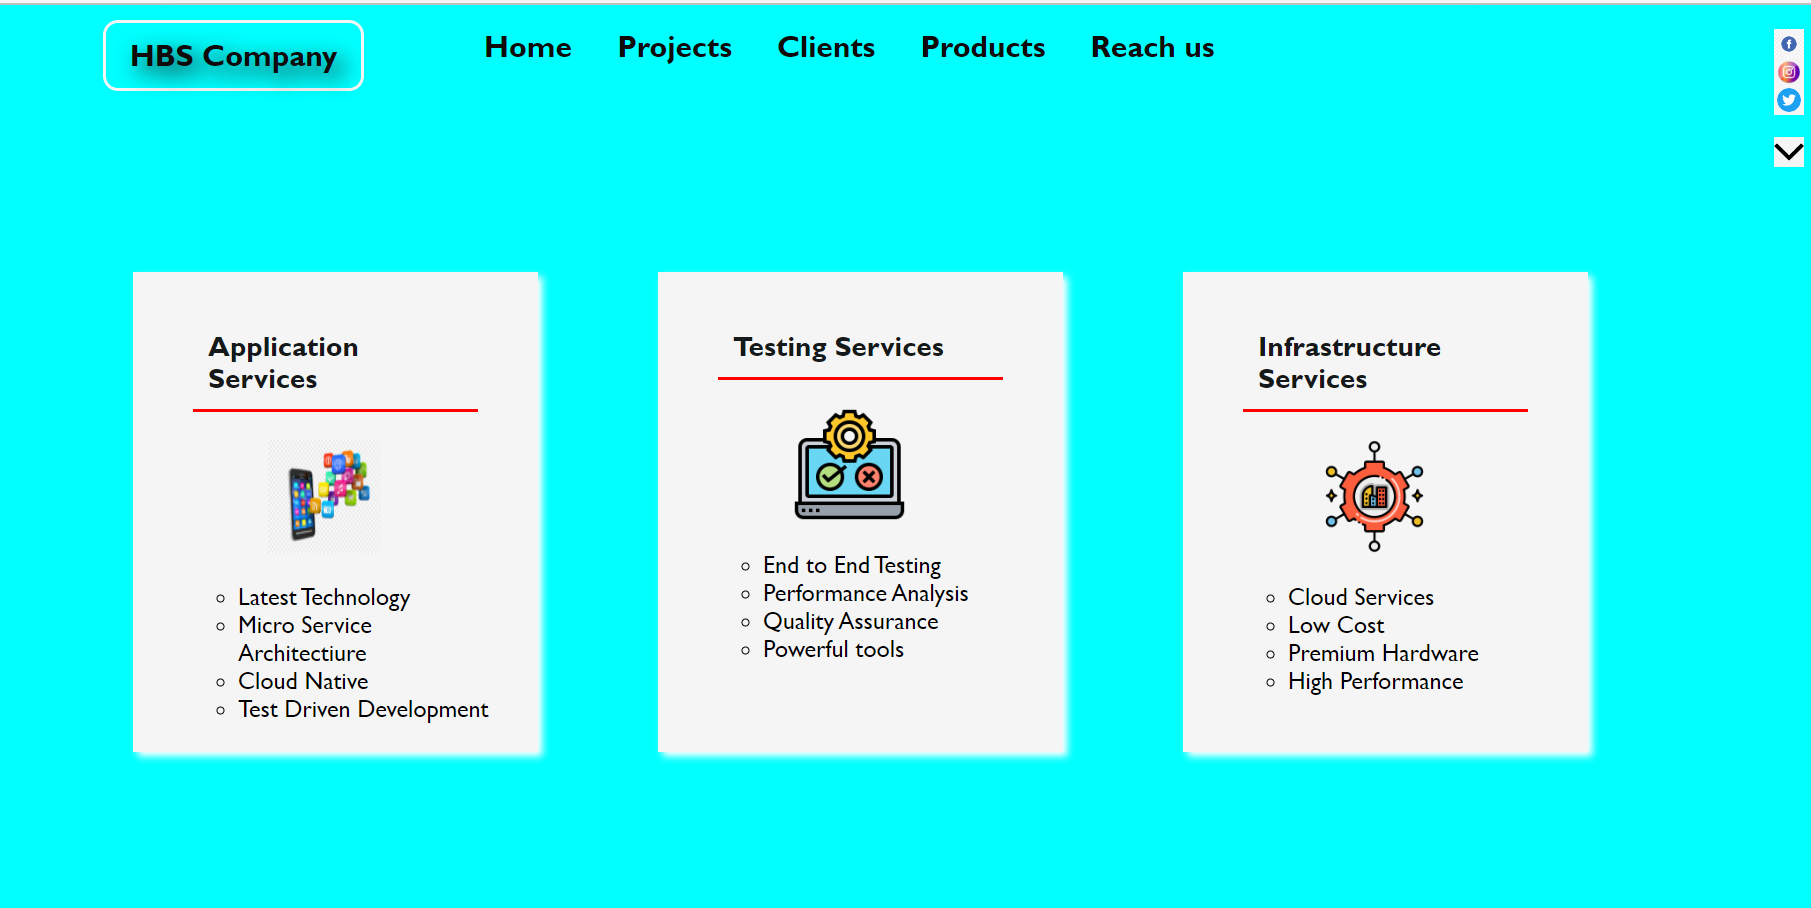 HBS Company
Home Projects Clients Products Reach us
Application
Services
Latest Technology
Micro Service
Architectiure
Cloud Native
Test Driven Development
Testing Services
End to End Testing
Performance Analysis
Quality Assurance
Powerful tools
Infrastructure
Services
Cloud Services
Low Cost
Premium Hardware
High Performance